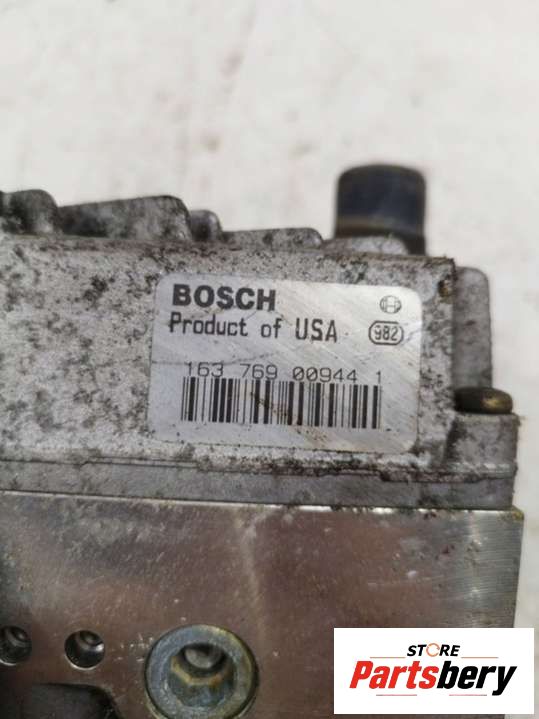 BOSCH
Product of USA
982
163 769 00944 1
STORE
Partsbery